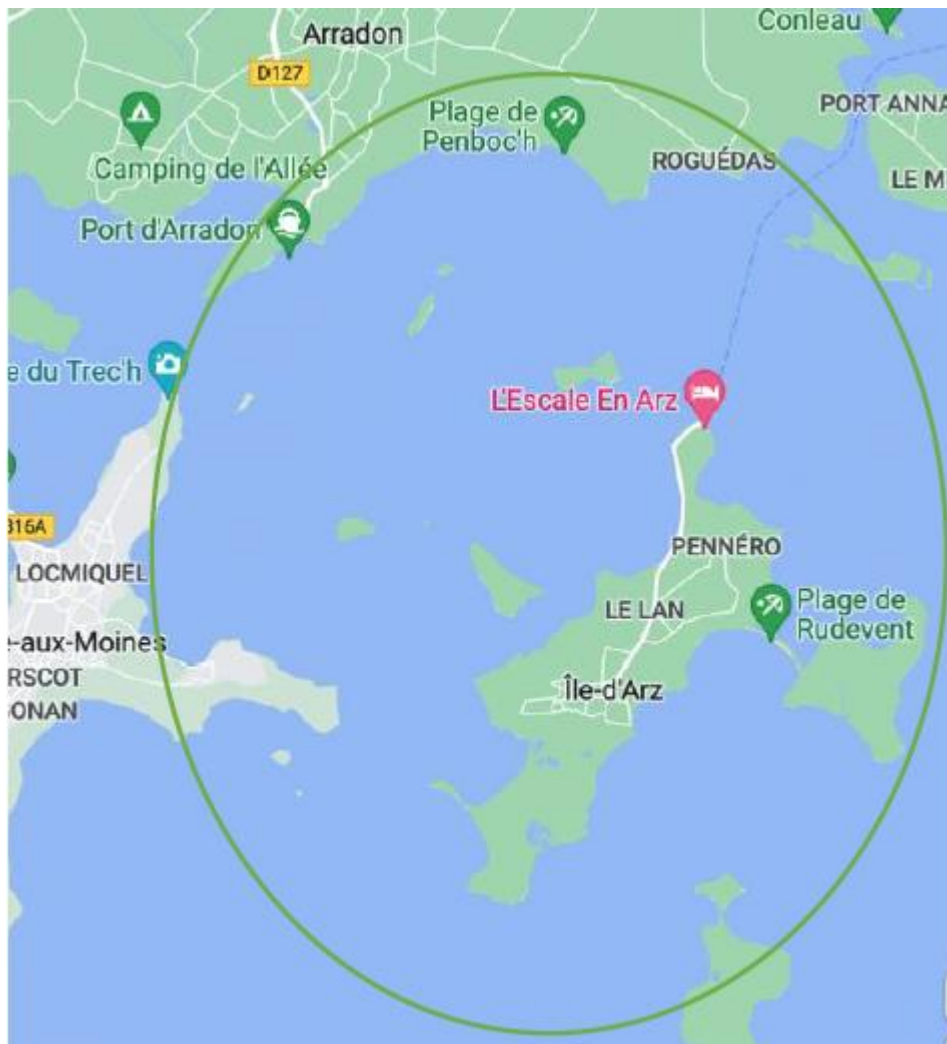 Conleau
Arradon
D127
Plage de
Penboc'h
PORT ANNA
Camping de l'Allée
ROGUÉDAS
LE M
Port d'Arradon
e du Trec'h
L'Escale En Arz
316A
PENNÉRO
LOCMIQUEL
LE LAN
Plage de
Rudevent
e-aux-Moines
RSCOT
Île-d'Arz
ONAN